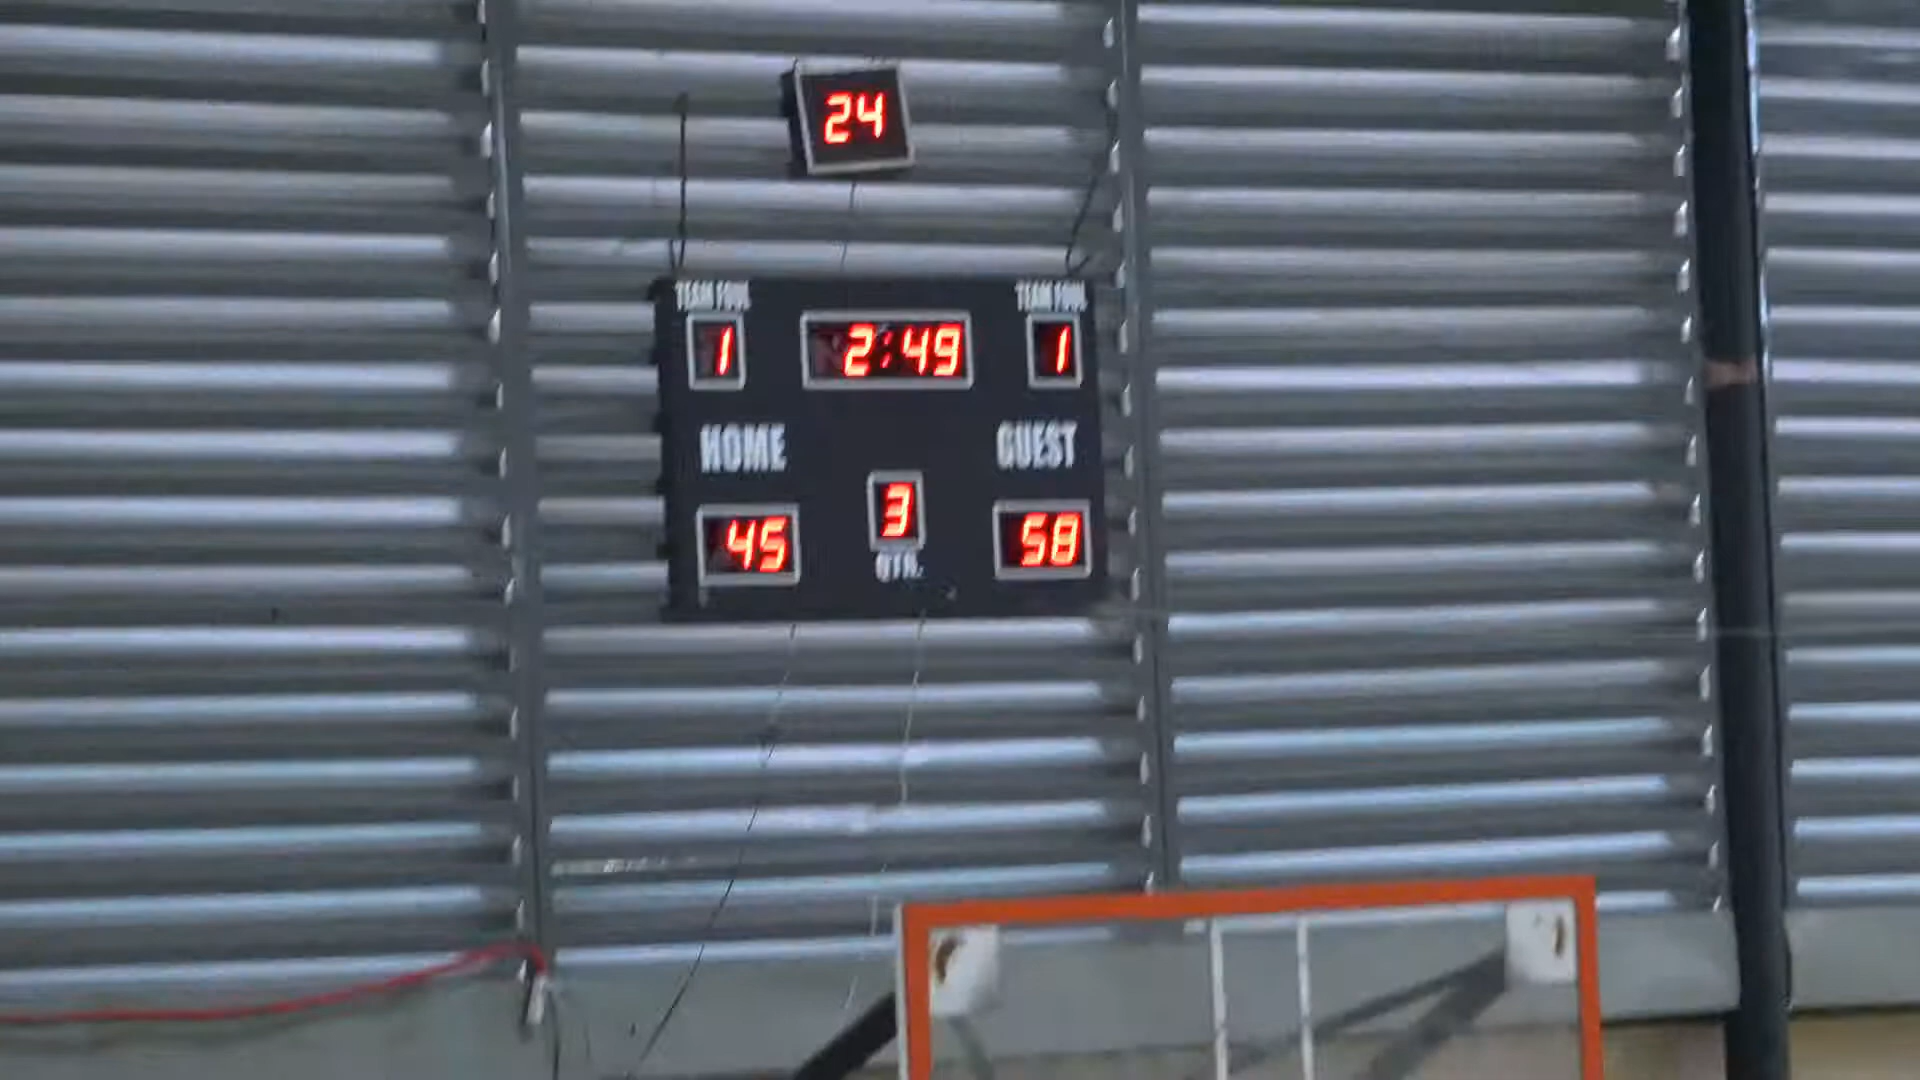 24
TEAM FOUL TEAM FOUL
1 2:49 1
HOME GUEST
45 3 58
QTR.